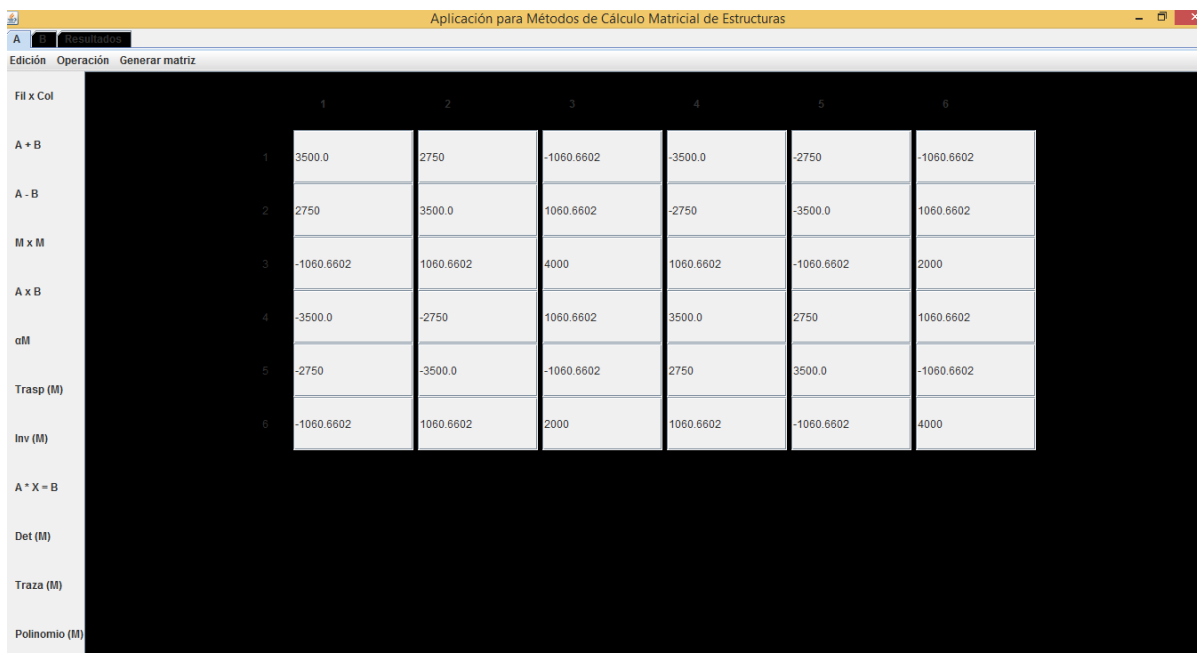 Aplicación para Métodos de Cálculo Matricial de Estructuras
A B Resultados
Edición Operación Generar matriz
Fil x Col
1 2 3 4 5 6
A + B
1 3500.0 2750 -1060.6602 -3500.0 -2750 -1060.6602
A - B
2 2750 3500.0 1060.6602 -2750 -3500.0 1060.6602
M x M
3 -1060.6602 1060.6602 4000 1060.6602 -1060.6602 2000
A x B
4 -3500.0 -2750 1060.6602 3500.0 2750 1060.6602
αM
5 -2750 -3500.0 -1060.6602 2750 3500.0 -1060.6602
Trasp (M)
6 -1060.6602 1060.6602 2000 1060.6602 -1060.6602 4000
Inv (M)
A * X = B
Det (M)
Traza (M)
Polinomio (M)